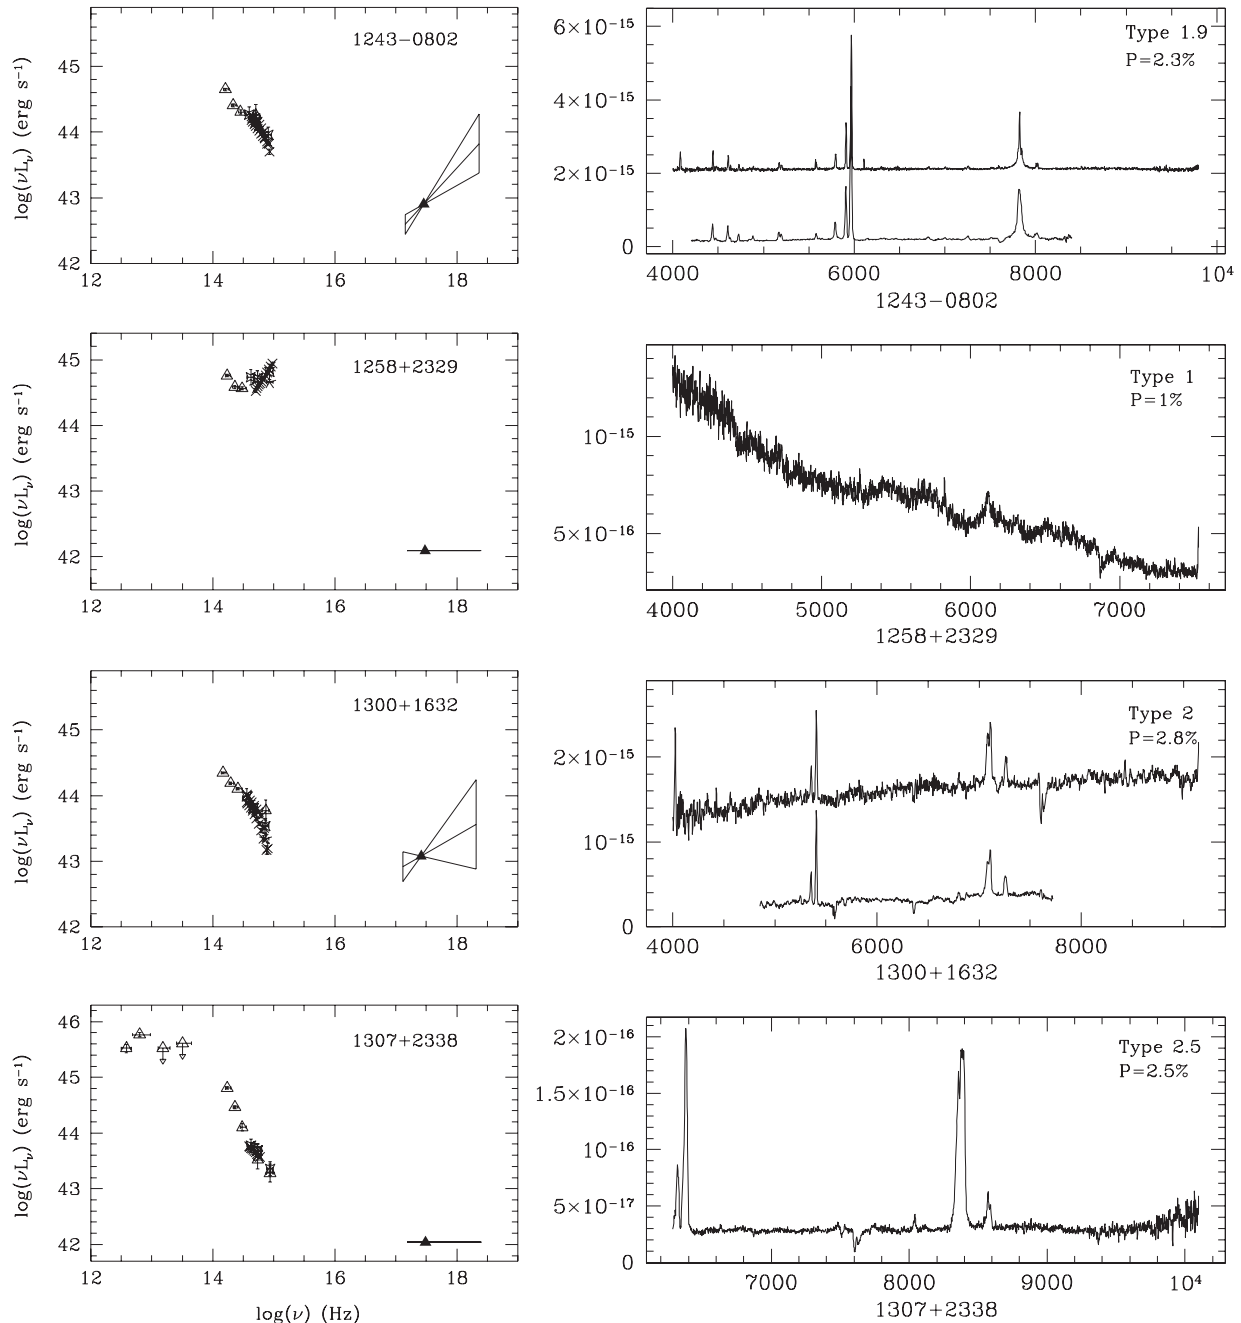 1243−0802
45
44
43
42
log(νLᵥ) (erg s⁻¹)
12 14 16 18
Type 1.9
P=2.3%
6×10⁻¹⁵
4×10⁻¹⁵
2×10⁻¹⁵
0
4000 6000 8000 10⁴
1243−0802
1258+2329
45
44
43
42
log(νLᵥ) (erg s⁻¹)
12 14 16 18
Type 1
P=1%
10⁻¹⁵
5×10⁻¹⁶
4000 5000 6000 7000
1258+2329
1300+1632
45
44
43
42
log(νLᵥ) (erg s⁻¹)
12 14 16 18
Type 2
P=2.8%
2×10⁻¹⁵
10⁻¹⁵
0
4000 6000 8000
1300+1632
1307+2338
46
45
44
43
42
log(νLᵥ) (erg s⁻¹)
12 14 16 18
log(ν) (Hz)
Type 2.5
P=2.5%
2×10⁻¹⁶
1.5×10⁻¹⁶
10⁻¹⁶
5×10⁻¹⁷
0
7000 8000 9000 10⁴
1307+2338